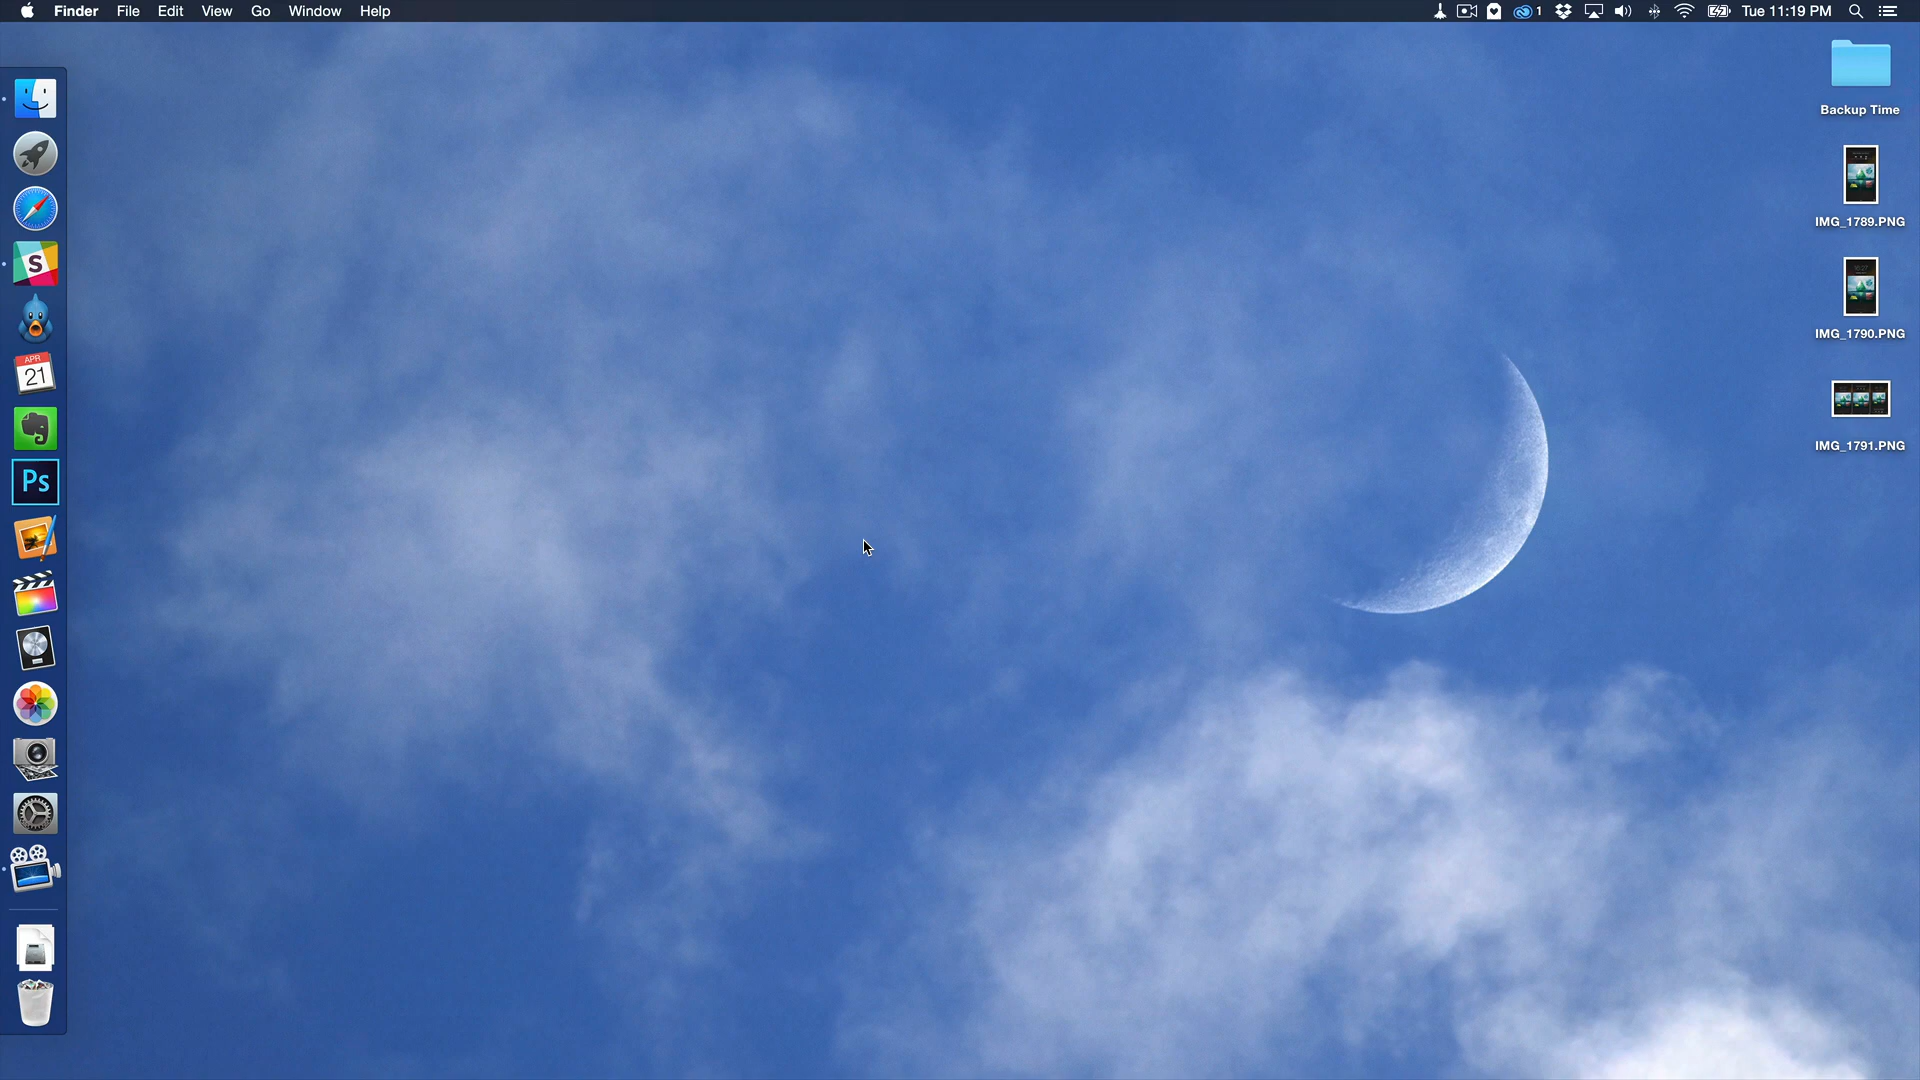 Finder File Edit View Go Window Help 1 Tue 11:19 PM
Backup Time
IMG_1789.PNG
IMG_1790.PNG
IMG_1791.PNG
S
APR
21
Ps